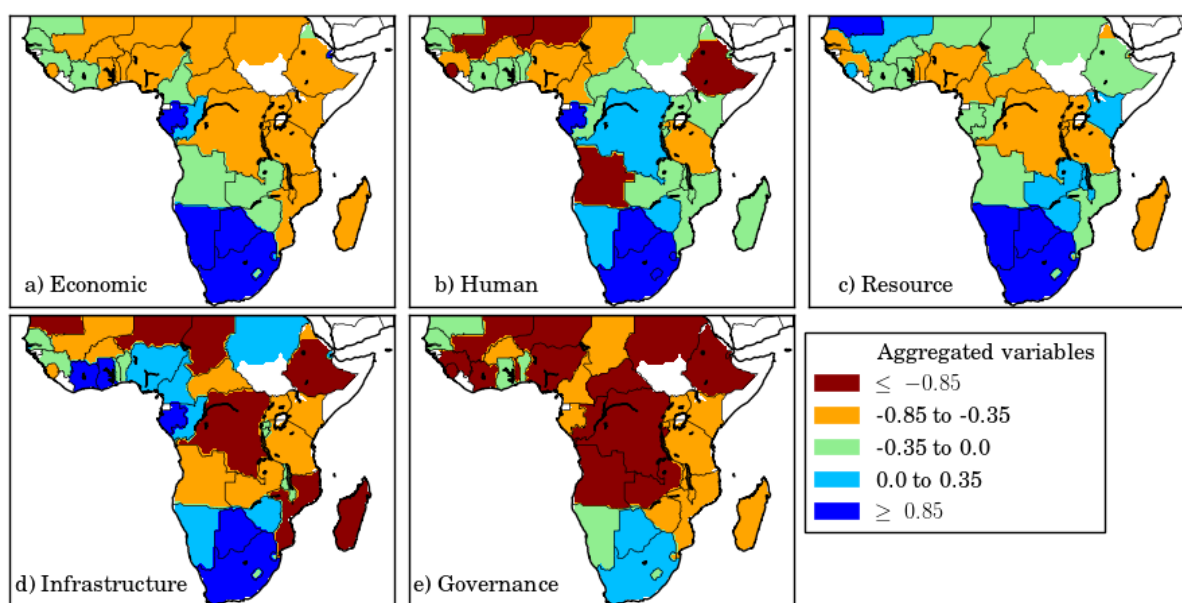 a) Economic
b) Human
c) Resource
d) Infrastructure
e) Governance
Aggregated variables
≤ −0.85
-0.85 to -0.35
-0.35 to 0.0
0.0 to 0.35
≥ 0.85